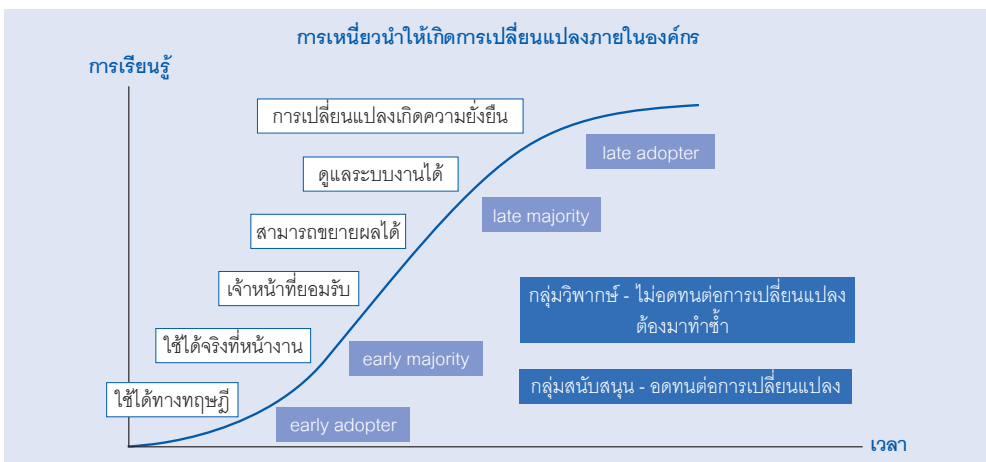 การเหนี่ยวนำให้เกิดการเปลี่ยนแปลงภายในองค์กร
การเรียนรู้
การเปลี่ยนแปลงเกิดความยั่งยืน
late adopter
ดูแลระบบงานได้
late majority
สามารถขยายผลได้
เจ้าหน้าที่ยอมรับ
กลุ่มวิพากษ์ - ไม่อดทนต่อการเปลี่ยนแปลง
ต้องมาทำซ้ำ
ใช้ได้จริงที่หน้างาน
early majority
กลุ่มสนับสนุน - อดทนต่อการเปลี่ยนแปลง
ใช้ได้ทางทฤษฎี
early adopter
เวลา